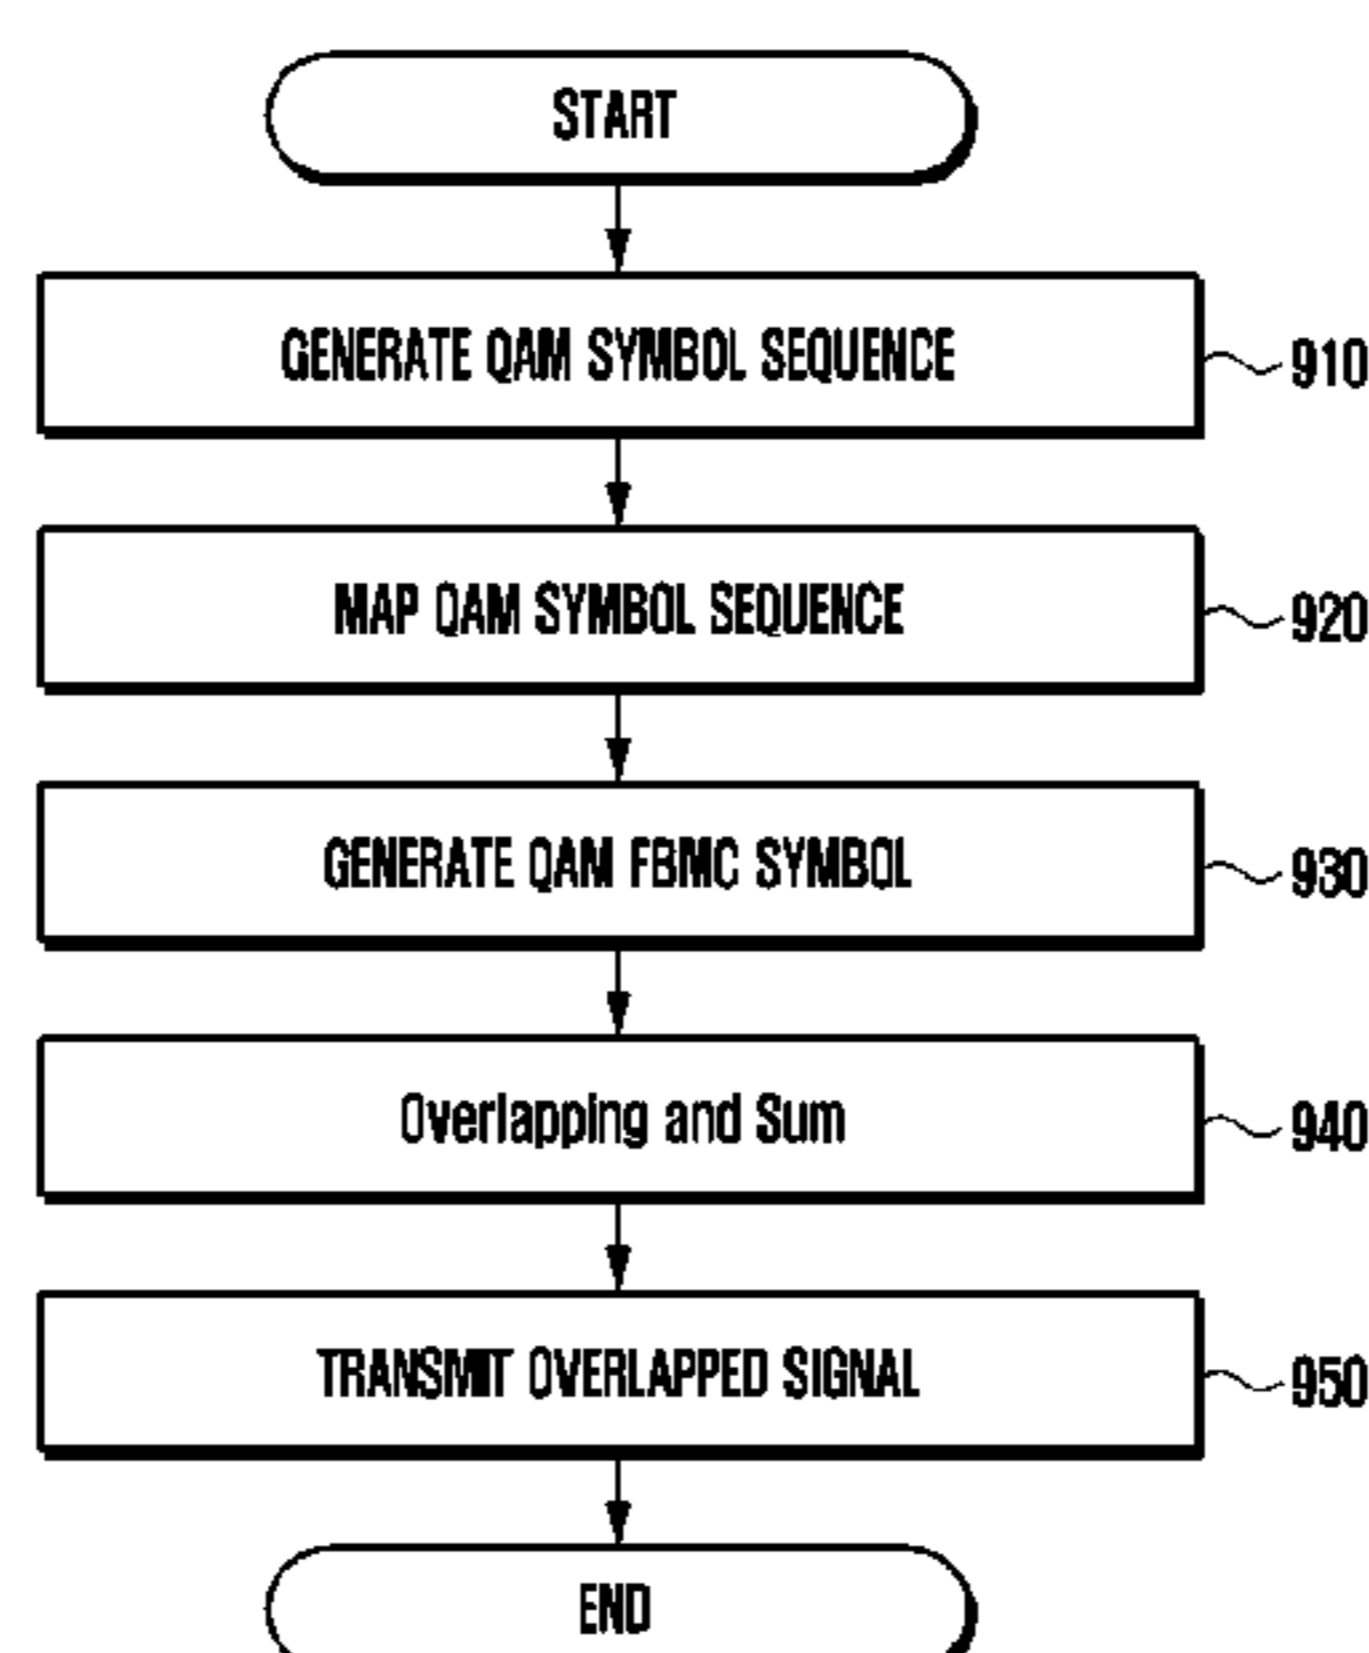 START
GENERATE QAM SYMBOL SEQUENCE
910
MAP QAM SYMBOL SEQUENCE
920
GENERATE QAM FBMC SYMBOL
930
Overlapping and Sum
940
TRANSMIT OVERLAPPED SIGNAL
950
END